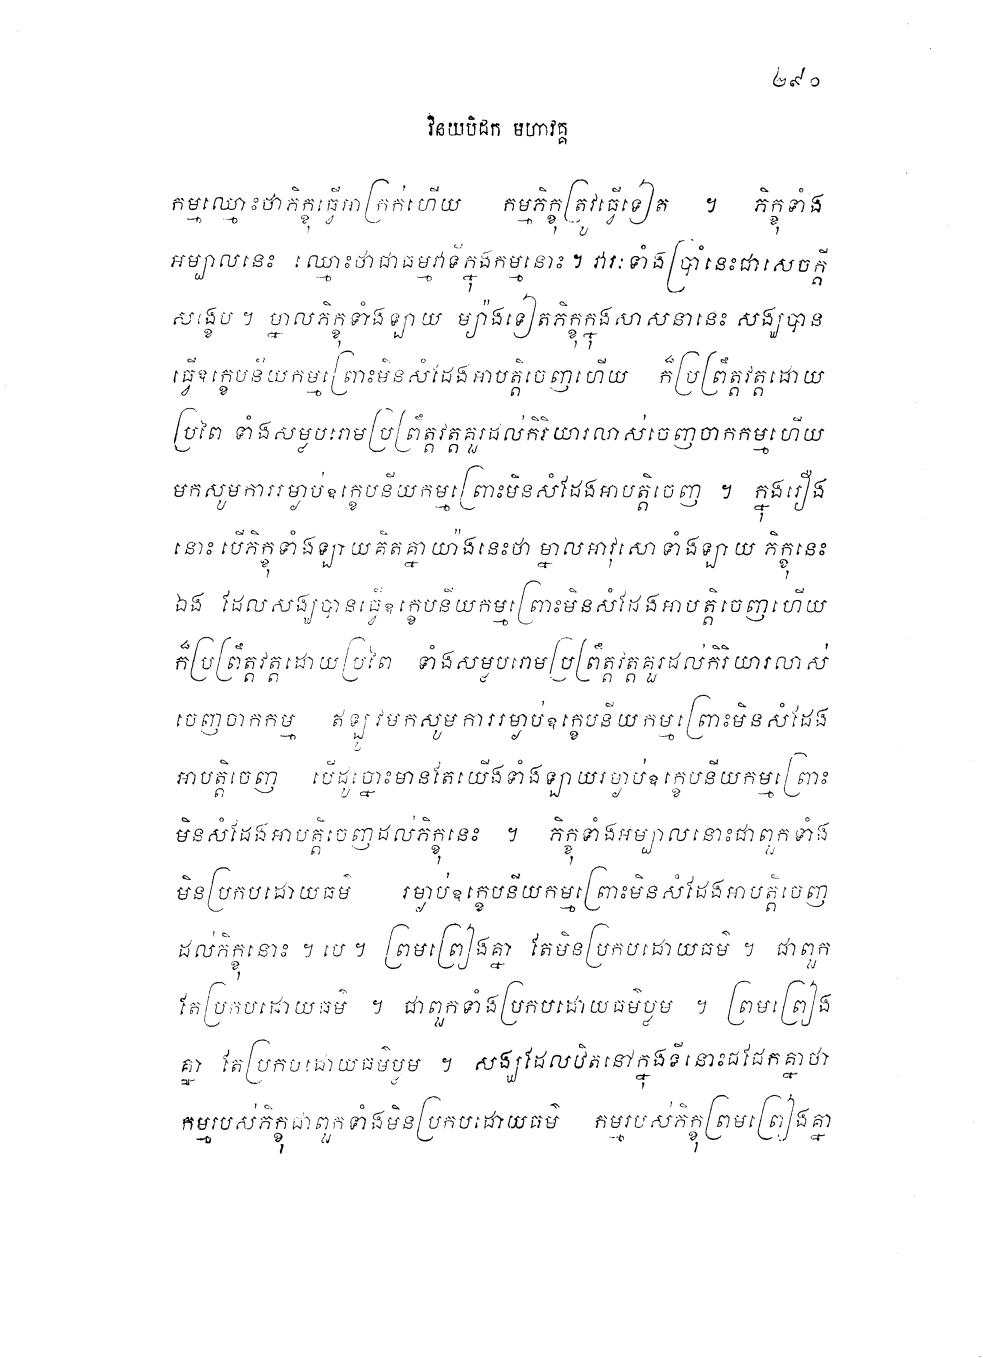 ២៩០
វិនយបិដក មហាវគ្គ
កម្មឈ្មោះថាភិក្ខុធ្វើអាក្រក់ហើយ កម្មភិក្ខុត្រូវធ្វើទៀត ។ ភិក្ខុទាំង
អម្បាលនេះ ឈ្មោះថាជាធម្មវាទីក្នុងកម្មនោះ ។ វារៈទាំងប្រាំនេះជាសេចក្តី
សង្ខេប ។ ម្នាលភិក្ខុទាំងឡាយ ម្យ៉ាងទៀតភិក្ខុក្នុងសាសនានេះ សង្ឃបាន
ធ្វើឧក្ខេបនីយកម្មព្រោះមិនសំដែងអាបត្តិចេញហើយ ក៏ប្រព្រឹត្តវត្តដោយ
ប្រពៃ ទាំងសម្ងបរោមប្រព្រឹត្តវត្តគួរដល់កិរិយារលាស់ចេញចាកកម្មហើយ
មកសូមការរម្ងាប់ឧក្ខេបនីយកម្មព្រោះមិនសំដែងអាបត្តិចេញ ។ ក្នុងរឿង
នោះ បើភិក្ខុទាំងឡាយគិតគ្នាយ៉ាងនេះថា ម្នាលអាវុសោទាំងឡាយ ភិក្ខុនេះ
ឯង ដែលសង្ឃបានធ្វើឧក្ខេបនីយកម្មព្រោះមិនសំដែងអាបត្តិចេញហើយ
ក៏ប្រព្រឹត្តវត្តដោយប្រពៃ ទាំងសម្ងបរោមប្រព្រឹត្តវត្តគួរដល់កិរិយារលាស់
ចេញចាកកម្ម ឥឡូវមកសូមការរម្ងាប់ឧក្ខេបនីយកម្មព្រោះមិនសំដែង
អាបត្តិចេញ បើដូច្នោះមានតែយើងទាំងឡាយរម្ងាប់ឧក្ខេបនីយកម្មព្រោះ
មិនសំដែងអាបត្តិចេញដល់ភិក្ខុនេះ ។ ភិក្ខុទាំងអម្បាលនោះជាពួកទាំង
មិនប្រកបដោយធម៌ រម្ងាប់ឧក្ខេបនីយកម្មព្រោះមិនសំដែងអាបត្តិចេញ
ដល់ភិក្ខុនោះ ។ បេ ។ ព្រមព្រៀងគ្នា តែមិនប្រកបដោយធម៌ ។ ជាពួក
តែប្រកបដោយធម៌ ។ ជាពួកទាំងប្រកបដោយធម៌ប្លម ។ ព្រមព្រៀង
គ្នា តែប្រកបដោយធម៌ប្លម ។ សង្ឃដែលឋិតនៅក្នុងទីនោះជជែកគ្នាថា
កម្មរបស់ភិក្ខុជាពួកទាំងមិនប្រកបដោយធម៌ កម្មរបស់ភិក្ខុព្រមព្រៀងគ្នា